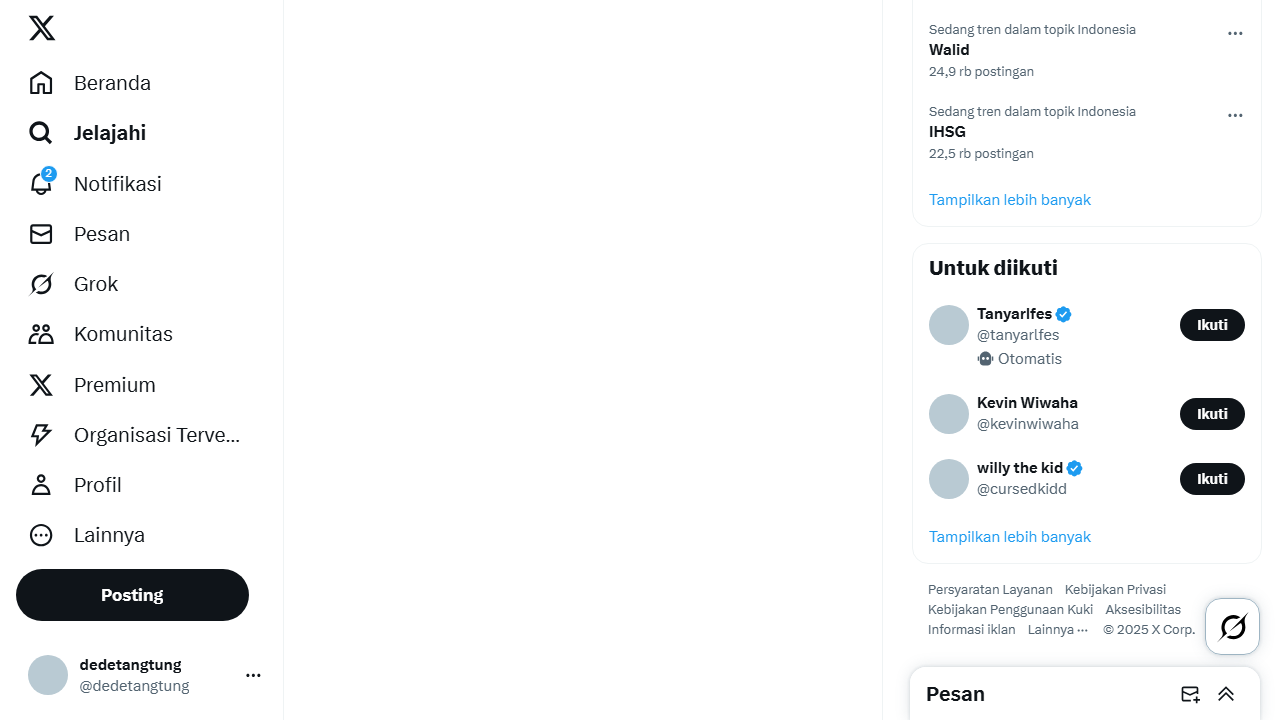 Beranda
Jelajahi
2
Notifikasi
Pesan
Grok
Komunitas
Premium
Organisasi Terve...
Profil
Lainnya
Posting
dedetangtung
@dedetangtung
Sedang tren dalam topik Indonesia
Walid
24,9 rb postingan
Sedang tren dalam topik Indonesia
IHSG
22,5 rb postingan
Tampilkan lebih banyak
Untuk diikuti
Tanyarlfes
@tanyarlfes
Otomatis
Ikuti
Kevin Wiwaha
@kevinwiwaha
Ikuti
willy the kid
@cursedkidd
Ikuti
Tampilkan lebih banyak
Persyaratan Layanan Kebijakan Privasi
Kebijakan Penggunaan Kuki Aksesibilitas
Informasi iklan Lainnya ··· © 2025 X Corp.
Pesan